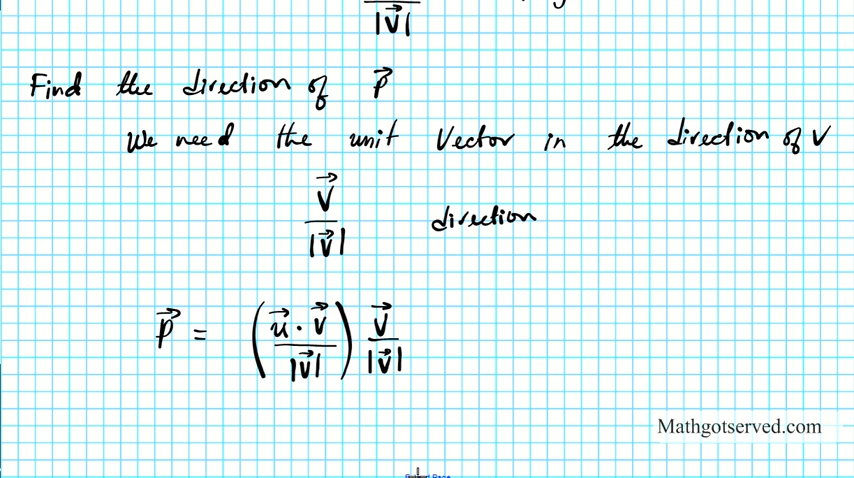 |v⃗|
Find the direction of p⃗
We need the unit Vector in the direction of V
v⃗ / |v⃗| direction
p⃗ = (u⃗ · v⃗ / |v⃗|) v⃗ / |v⃗|
Mathgotserved.com